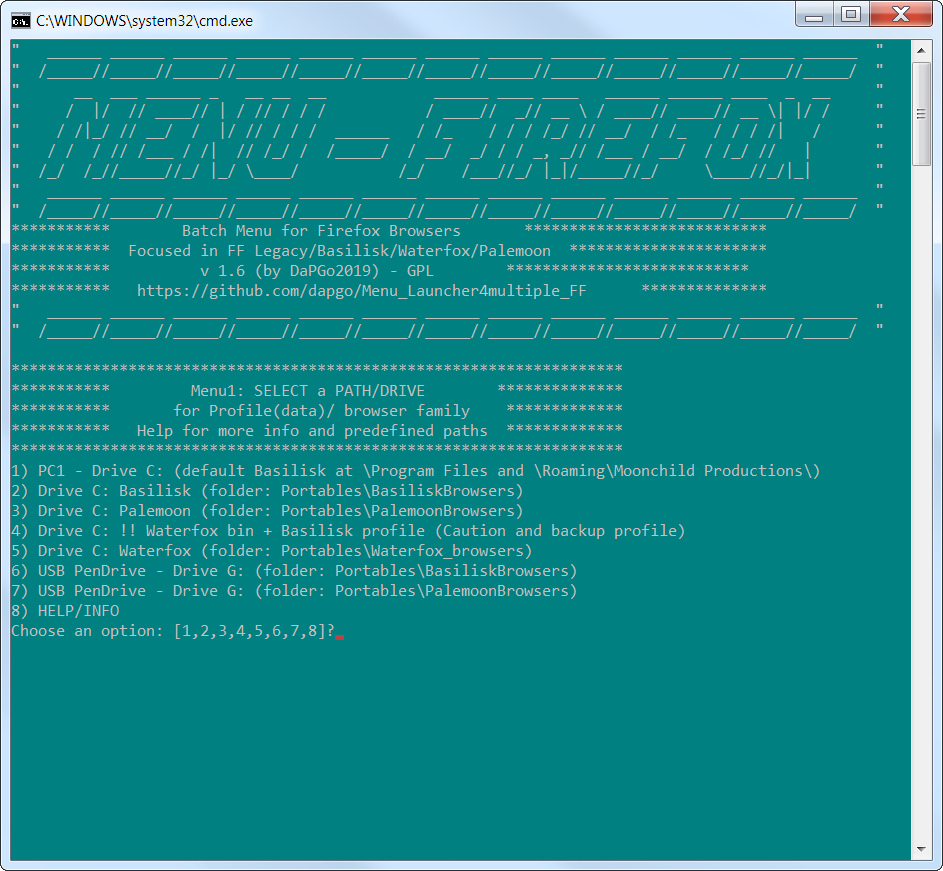 C:\WINDOWS\system32\cmd.exe
MENU - FIREFOX
*********** Batch Menu for Firefox Browsers ***************************
*********** Focused in FF Legacy/Basilisk/Waterfox/Palemoon **********************
*********** v 1.6 (by DaPGo2019) - GPL ***************************
*********** https://github.com/dapgo/Menu_Launcher4multiple_FF **************
********************************************************************
*********** Menu1: SELECT a PATH/DRIVE **************
*********** for Profile(data)/ browser family *************
*********** Help for more info and predefined paths *************
********************************************************************
1) PC1 - Drive C: (default Basilisk at \Program Files and \Roaming\Moonchild Productions\)
2) Drive C: Basilisk (folder: Portables\BasiliskBrowsers)
3) Drive C: Palemoon (folder: Portables\PalemoonBrowsers)
4) Drive C: !! Waterfox bin + Basilisk profile (Caution and backup profile)
5) Drive C: Waterfox (folder: Portables\Waterfox_browsers)
6) USB PenDrive - Drive G: (folder: Portables\BasiliskBrowsers)
7) USB PenDrive - Drive G: (folder: Portables\PalemoonBrowsers)
8) HELP/INFO
Choose an option: [1,2,3,4,5,6,7,8]?